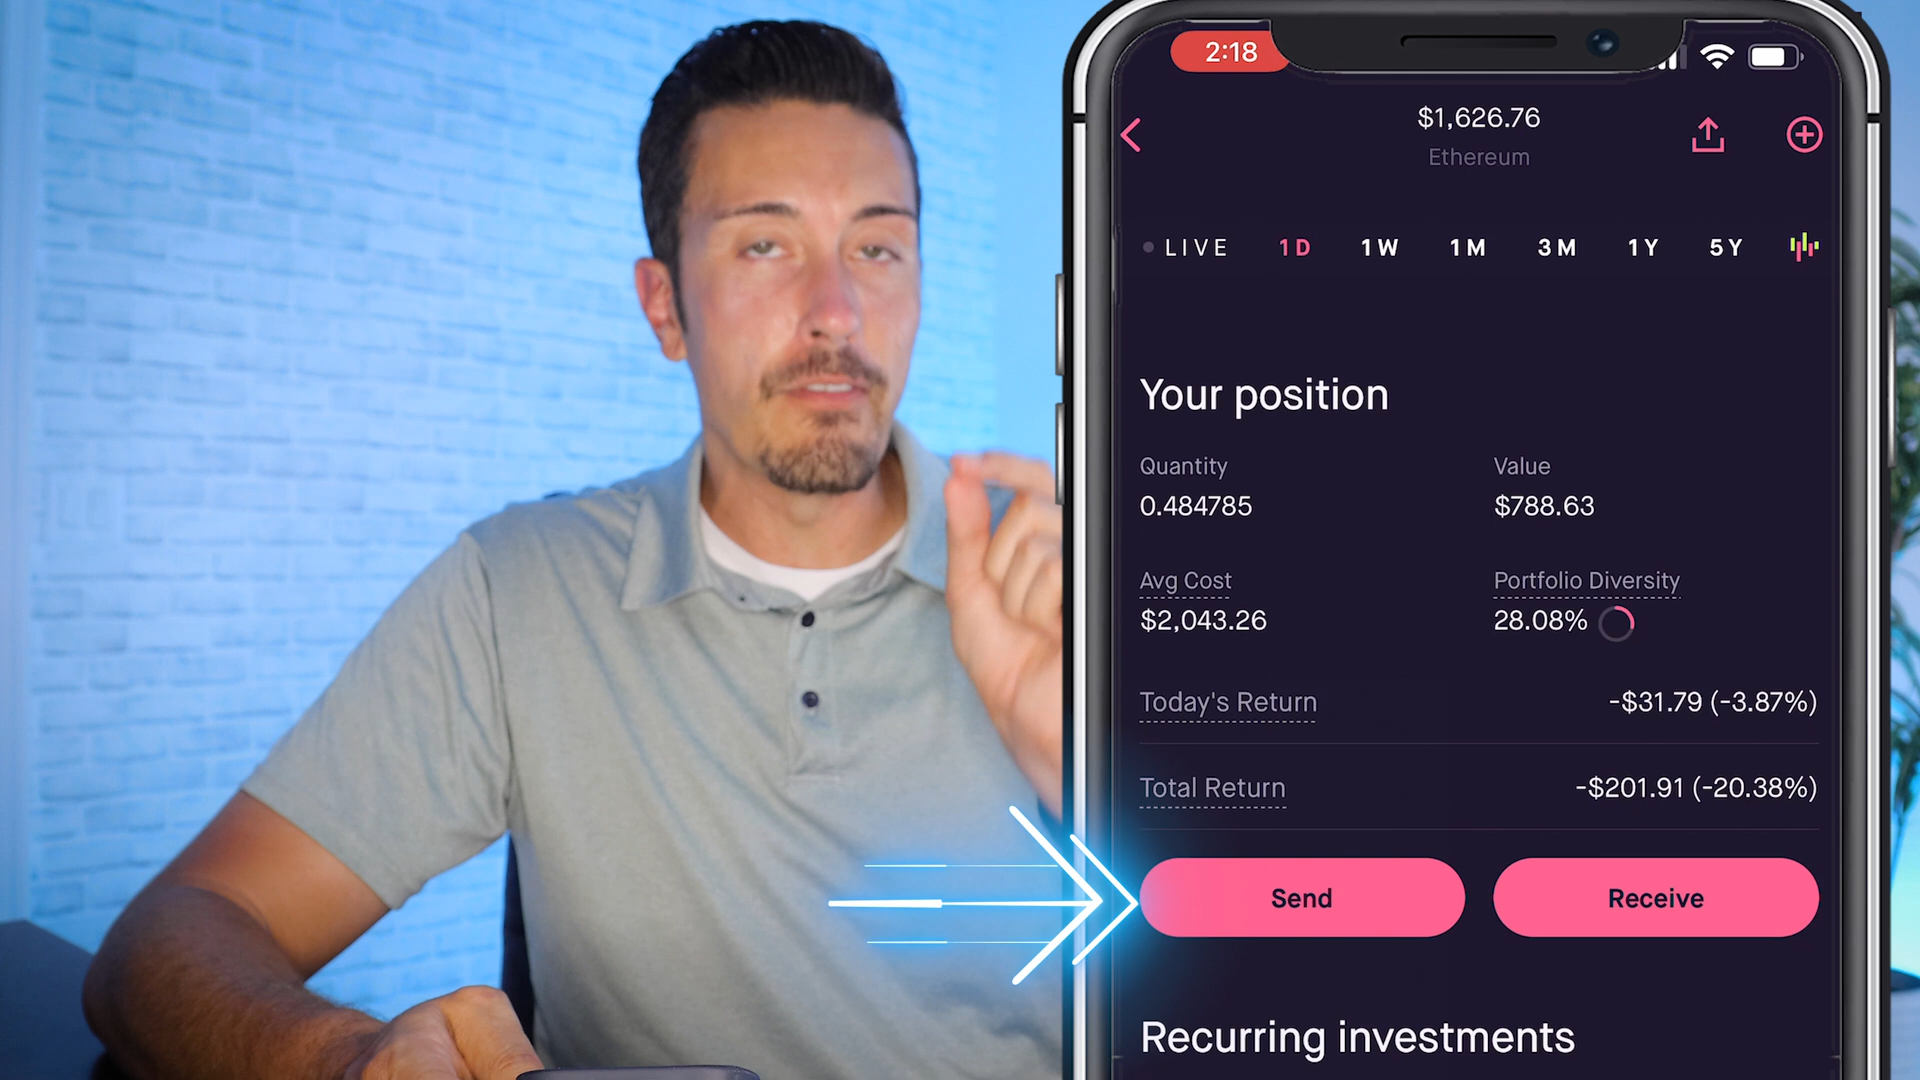 2:18
$1,626.76
Ethereum
LIVE 1D 1W 1M 3M 1Y 5Y
Your position
Quantity Value
0.484785 $788.63
Avg Cost Portfolio Diversity
$2,043.26 28.08%
Today's Return -$31.79 (-3.87%)
Total Return -$201.91 (-20.38%)
Send Receive
Recurring investments